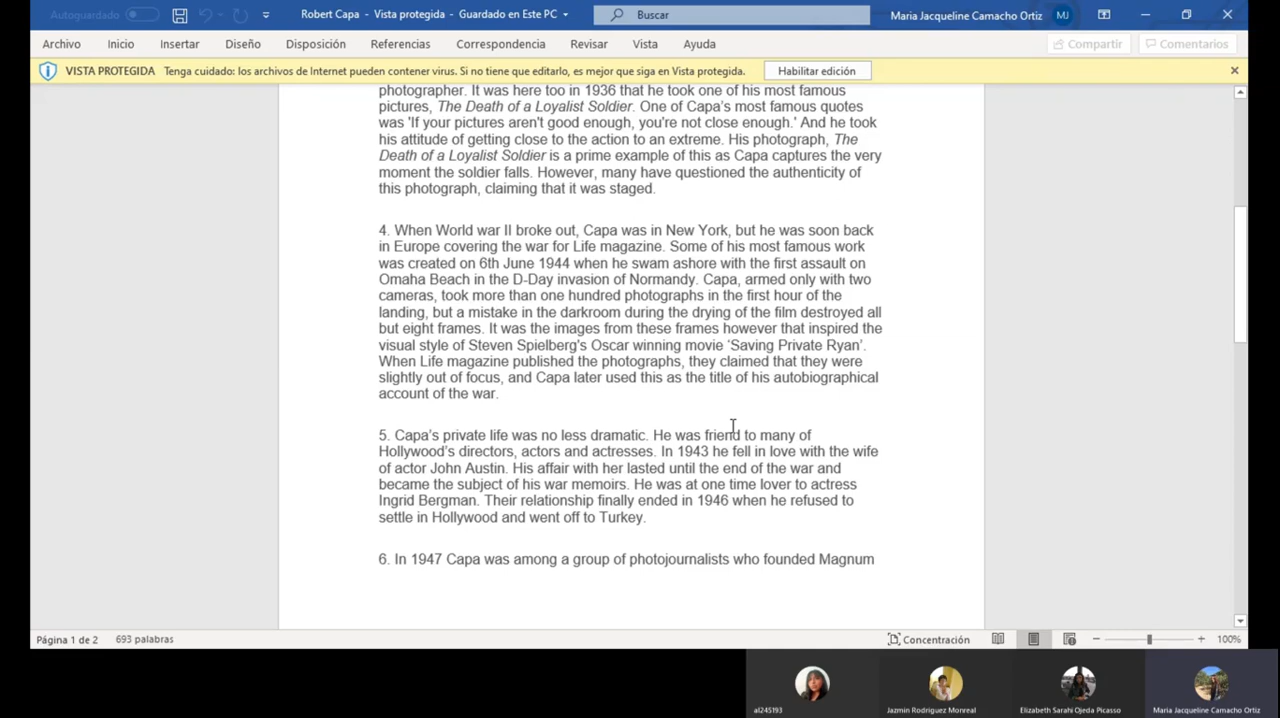 Autoguardado
Robert Capa - Vista protegida - Guardado en Este PC
Buscar
Maria Jacqueline Camacho Ortiz
MJ
Archivo Inicio Insertar Diseño Disposición Referencias Correspondencia Revisar Vista Ayuda
Compartir
Comentarios
VISTA PROTEGIDA Tenga cuidado: los archivos de Internet pueden contener virus. Si no tiene que editarlo, es mejor que siga en Vista protegida.
Habilitar edición
photographer. It was here too in 1936 that he took one of his most famous
pictures, The Death of a Loyalist Soldier. One of Capa's most famous quotes
was 'If your pictures aren't good enough, you're not close enough.' And he took
his attitude of getting close to the action to an extreme. His photograph, The
Death of a Loyalist Soldier is a prime example of this as Capa captures the very
moment the soldier falls. However, many have questioned the authenticity of
this photograph, claiming that it was staged.
4. When World war II broke out, Capa was in New York, but he was soon back
in Europe covering the war for Life magazine. Some of his most famous work
was created on 6th June 1944 when he swam ashore with the first assault on
Omaha Beach in the D-Day invasion of Normandy. Capa, armed only with two
cameras, took more than one hundred photographs in the first hour of the
landing, but a mistake in the darkroom during the drying of the film destroyed all
but eight frames. It was the images from these frames however that inspired the
visual style of Steven Spielberg's Oscar winning movie ‘Saving Private Ryan’.
When Life magazine published the photographs, they claimed that they were
slightly out of focus, and Capa later used this as the title of his autobiographical
account of the war.
5. Capa's private life was no less dramatic. He was friend to many of
Hollywood's directors, actors and actresses. In 1943 he fell in love with the wife
of actor John Austin. His affair with her lasted until the end of the war and
became the subject of his war memoirs. He was at one time lover to actress
Ingrid Bergman. Their relationship finally ended in 1946 when he refused to
settle in Hollywood and went off to Turkey.
6. In 1947 Capa was among a group of photojournalists who founded Magnum
Página 1 de 2
693 palabras
Concentración
100%
al245193
Jazmin Rodriguez Monreal
Elizabeth Sarahi Ojeda Picasso
Maria Jacqueline Camacho Ortiz